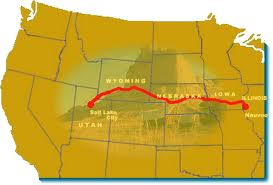 WYOMING
NEBRASKA
IOWA
ILLINOIS
Nauvoo
Salt Lake
City
UTAH